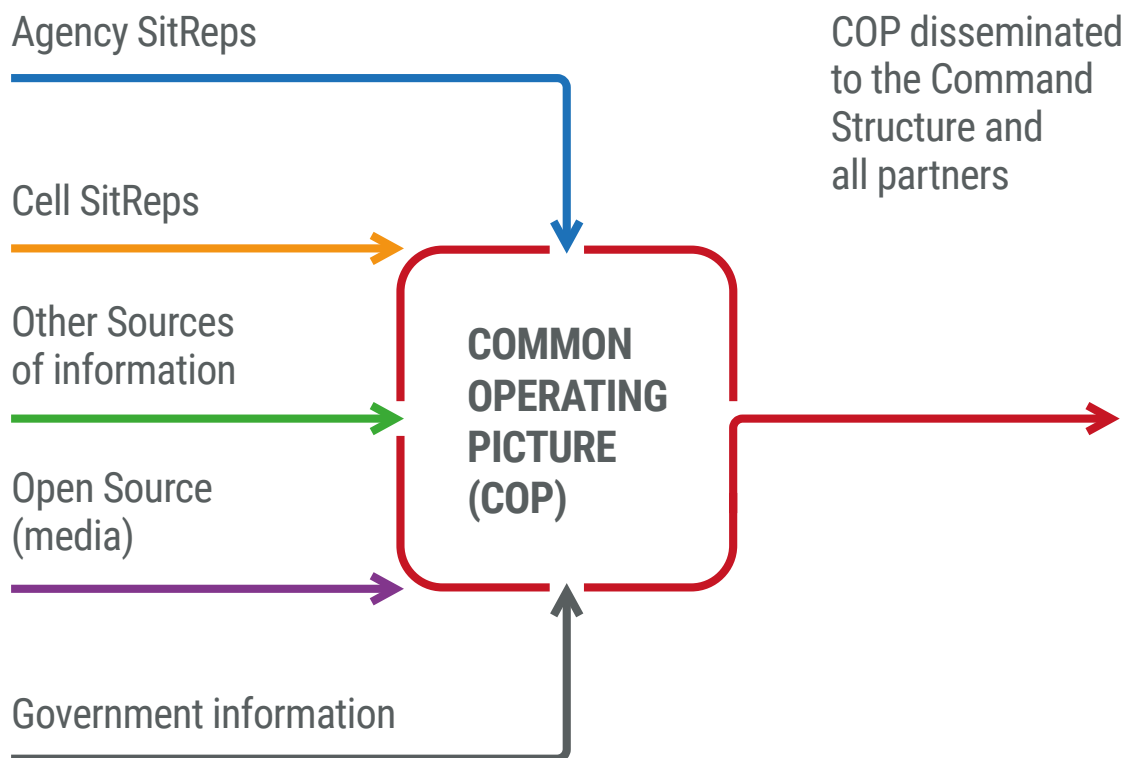 Agency SitReps
COP disseminated
to the Command
Structure and
all partners
Cell SitReps
Other Sources
of information
COMMON
OPERATING
PICTURE
(COP)
Open Source
(media)
Government information